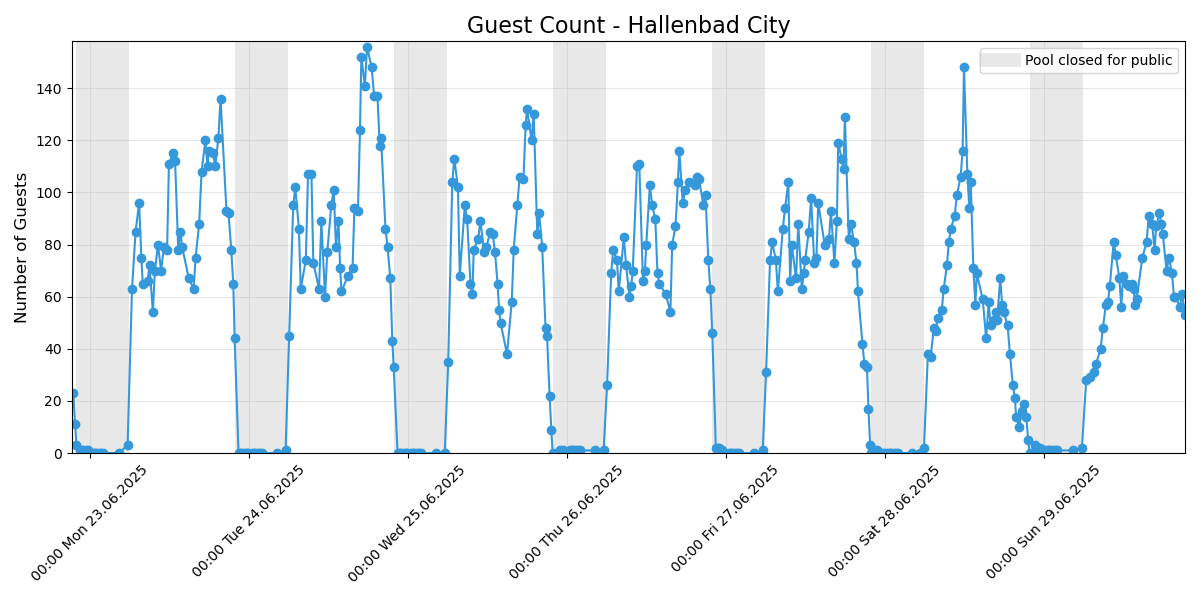 Guest Count - Hallenbad City
Pool closed for public
Number of Guests
140
120
100
80
60
40
20
0
00:00 Mon 23.06.2025
00:00 Tue 24.06.2025
00:00 Wed 25.06.2025
00:00 Thu 26.06.2025
00:00 Fri 27.06.2025
00:00 Sat 28.06.2025
00:00 Sun 29.06.2025